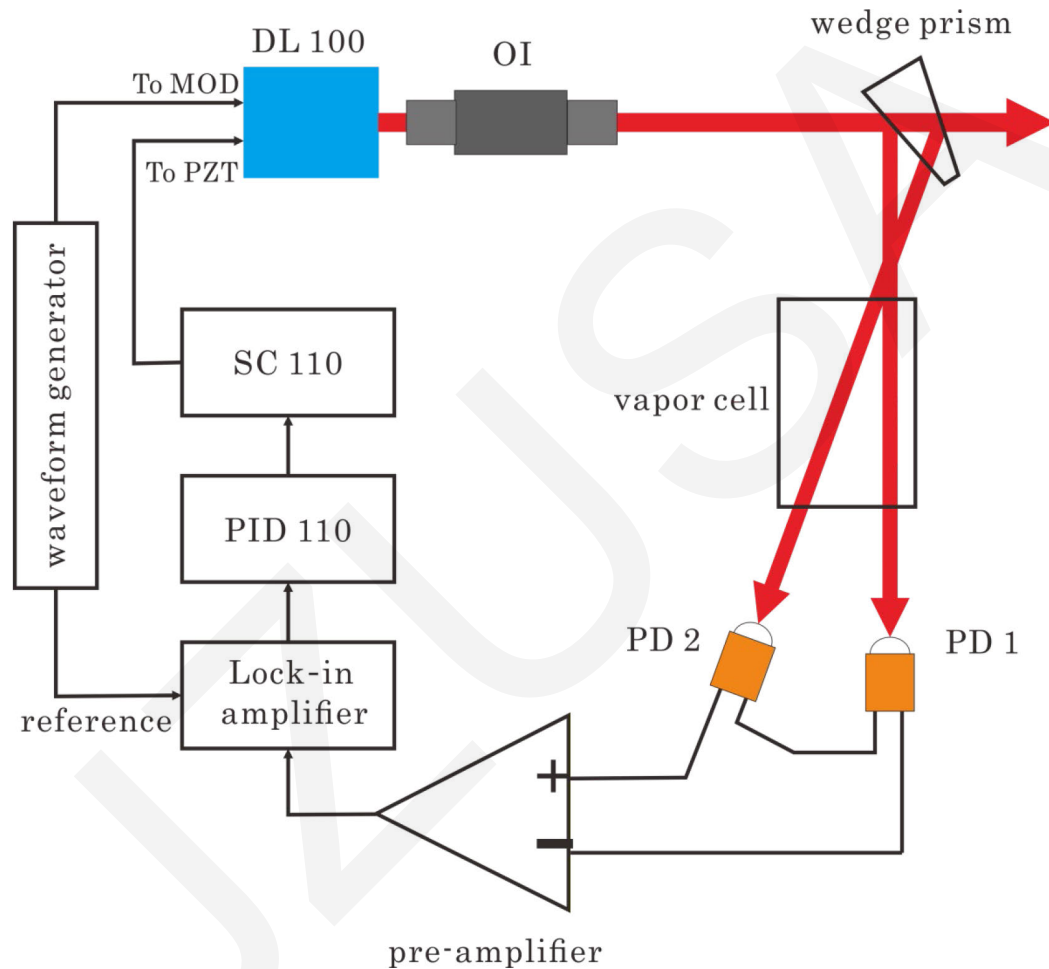 wedge prism
DL 100
OI
To MOD
To PZT
waveform generator
SC 110
vapor cell
PID 110
PD 2
PD 1
Lock-in
amplifier
reference
+
−
pre-amplifier
JZUSA